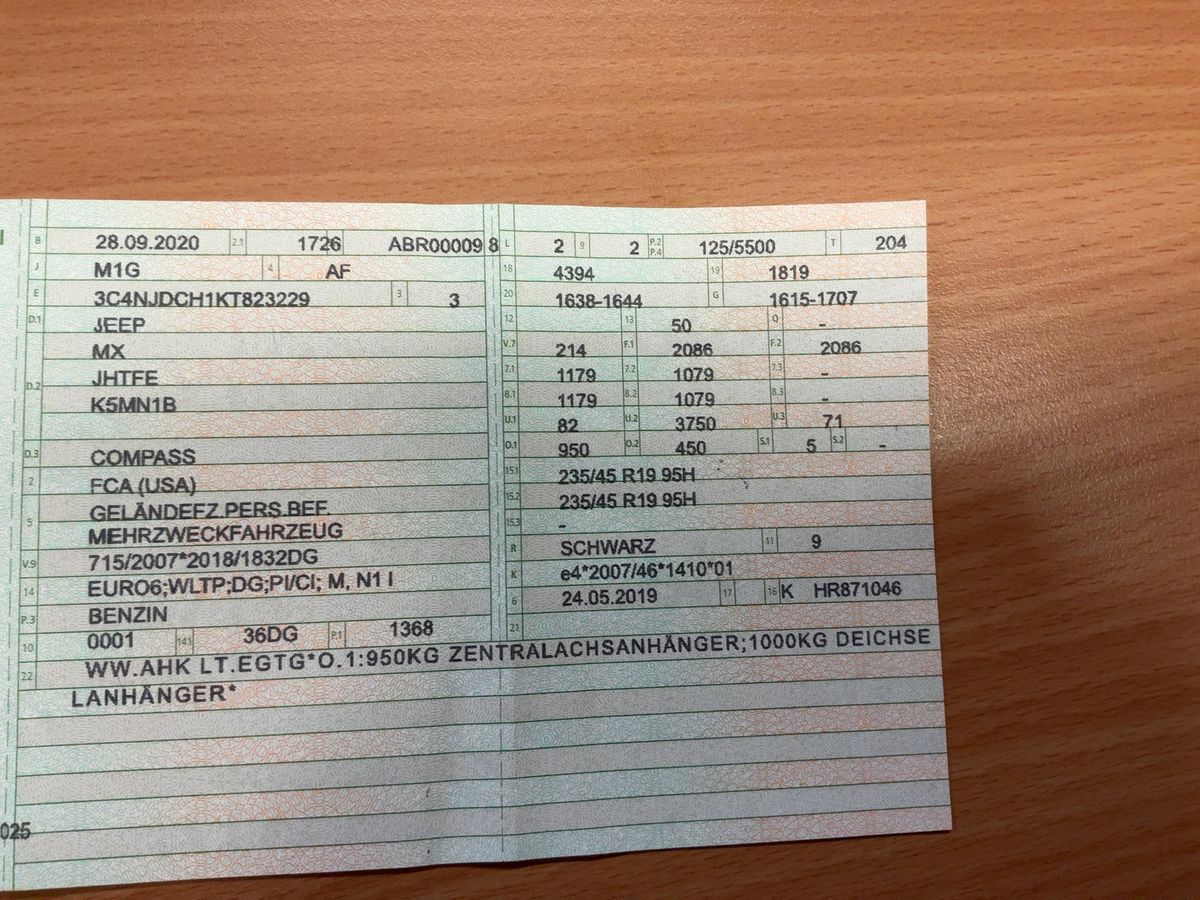 I
B 28.09.2020 2.1 1726 ABR00009 8
J M1G 4 AF
E 3C4NJDCH1KT823229 3 3
D.1 JEEP
MX
D.2 JHTFE
K5MN1B
D.3 COMPASS
2 FCA (USA)
5 GELÄNDEFZ.PERS.BEF.
MEHRZWECKFAHRZEUG
V.9 715/2007*2018/1832DG
14 EURO6;WLTP;DG;PI/CI; M, N1 I
P.3 BENZIN
10 0001 14.1 36DG P.1 1368
L 2 9 2 P.2 P.4 125/5500 T 204
18 4394 19 1819
20 1638-1644 G 1615-1707
12 13 50 Q -
V.7 214 F.1 2086 F.2 2086
7.1 1179 7.2 1079 7.3 -
8.1 1179 8.2 1079 8.3 -
U.1 82 U.2 3750 U.3 71
O.1 950 O.2 450 S.1 5 S.2 -
15.1 235/45 R19 95H
15.2 235/45 R19 95H
15.3 -
R SCHWARZ 11 9
K e4*2007/46*1410*01
6 24.05.2019 17 16 K HR871046
21
22 WW.AHK LT.EGTG*O.1:950KG ZENTRALACHSANHÄNGER;1000KG DEICHSE
LANHÄNGER*
025